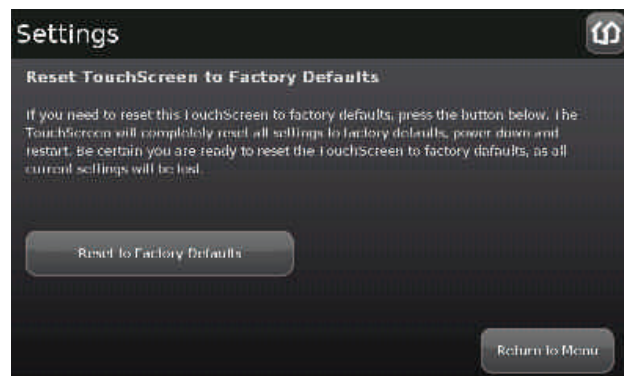 Settings
Reset TouchScreen to Factory Defaults
If you need to reset this TouchScreen to factory defaults, press the button below. The
TouchScreen will completely reset all settings to factory defaults, power down and
restart. Be certain you are ready to reset the TouchScreen to factory defaults, as all
current settings will be lost.
Reset to Factory Defaults
Return to Menu